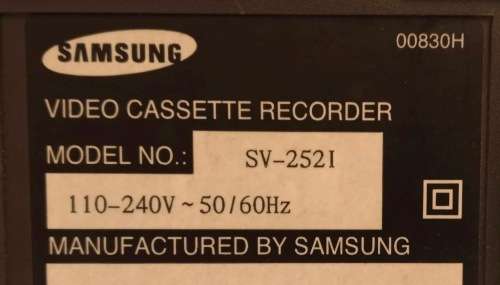 SAMSUNG
00830H
VIDEO CASSETTE RECORDER
MODEL NO.: SV-252I
110-240V ~ 50/60Hz
MANUFACTURED BY SAMSUNG